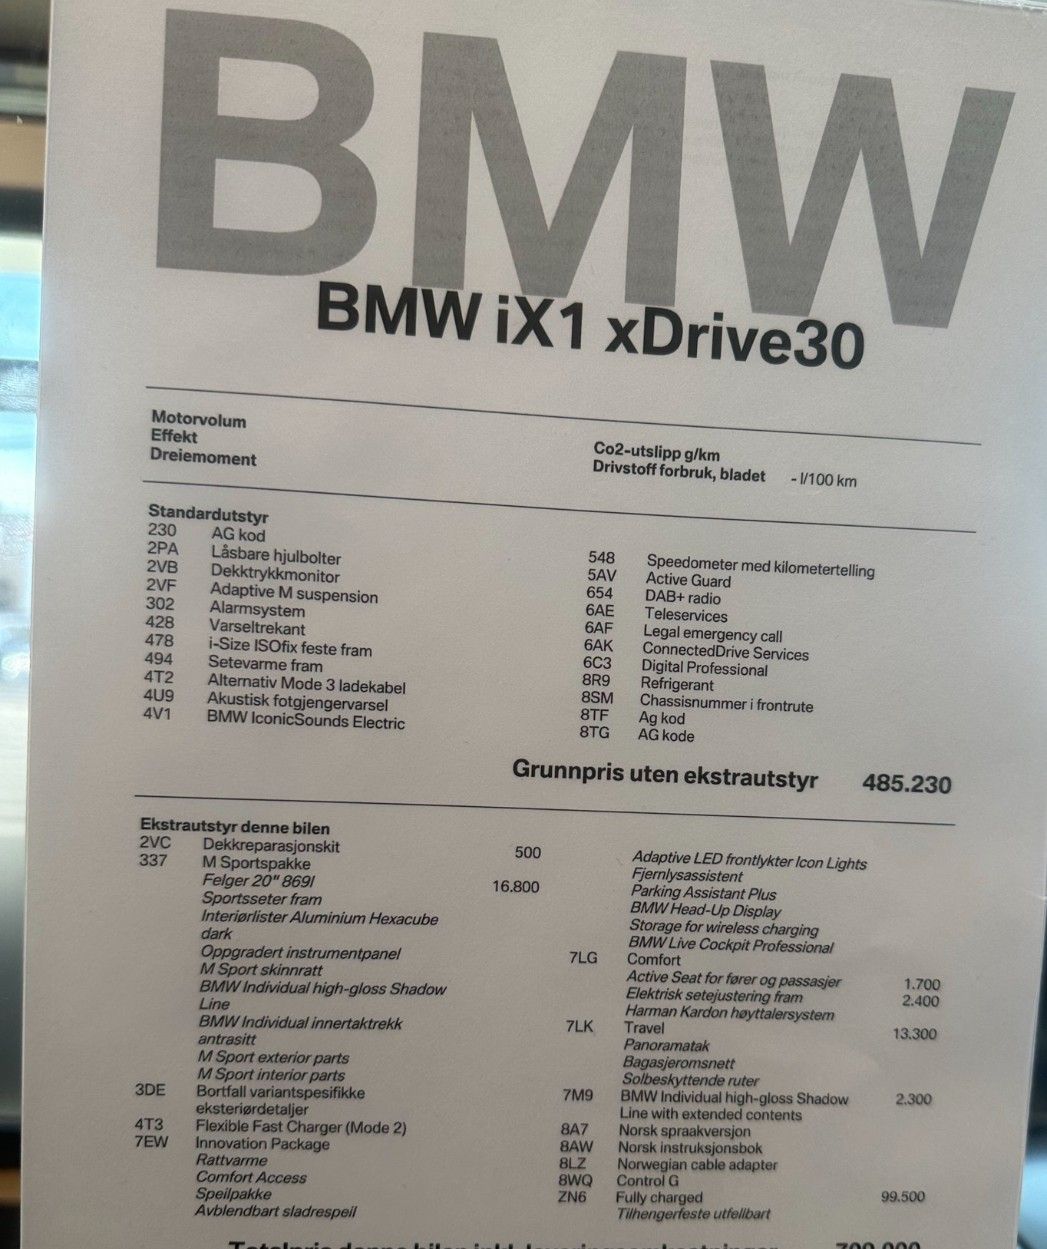 BMW
BMW iX1 xDrive30
Motorvolum
Effekt
Dreiemoment
Co2-utslipp g/km
Drivstoff forbruk, bladet - l/100 km
Standardutstyr
230 AG kod
2PA Låsbare hjulbolter
2VB Dekktrykkmonitor
2VF Adaptive M suspension
302 Alarmsystem
428 Varseltrekant
478 i-Size ISOfix feste fram
494 Setevarme fram
4T2 Alternativ Mode 3 ladekabel
4U9 Akustisk fotgjengervarsel
4V1 BMW IconicSounds Electric
548 Speedometer med kilometertelling
5AV Active Guard
654 DAB+ radio
6AE Teleservices
6AF Legal emergency call
6AK ConnectedDrive Services
6C3 Digital Professional
8R9 Refrigerant
8SM Chassisnummer i frontrute
8TF Ag kod
8TG AG kode
Grunnpris uten ekstrautstyr 485.230
Ekstrautstyr denne bilen
2VC Dekkreparasjonskit 500
337 M Sportspakke
Felger 20" 869I 16.800
Sportsseter fram
Interiørlister Aluminium Hexacube
dark
Oppgradert instrumentpanel
M Sport skinnratt
BMW Individual high-gloss Shadow
Line
BMW Individual innertaktrekk
antrasitt
M Sport exterior parts
M Sport interior parts
3DE Bortfall variantspesifikke
eksteriørdetaljer
4T3 Flexible Fast Charger (Mode 2)
7EW Innovation Package
Rattvarme
Comfort Access
Speilpakke
Avblendbart sladrespeil
Adaptive LED frontlykter Icon Lights
Fjernlysassistent
Parking Assistant Plus
BMW Head-Up Display
Storage for wireless charging
BMW Live Cockpit Professional
7LG Comfort
Active Seat for fører og passasjer 1.700
Elektrisk setejustering fram 2.400
Harman Kardon høyttalersystem
7LK Travel 13.300
Panoramatak
Bagasjeromsnett
Solbeskyttende ruter
7M9 BMW Individual high-gloss Shadow 2.300
Line with extended contents
8A7 Norsk spraakversjon
8AW Norsk instruksjonsbok
8LZ Norwegian cable adapter
8WQ Control G
ZN6 Fully charged 99.500
Tilhengerfeste utfellbart
Totalpris denne bilen inkl.